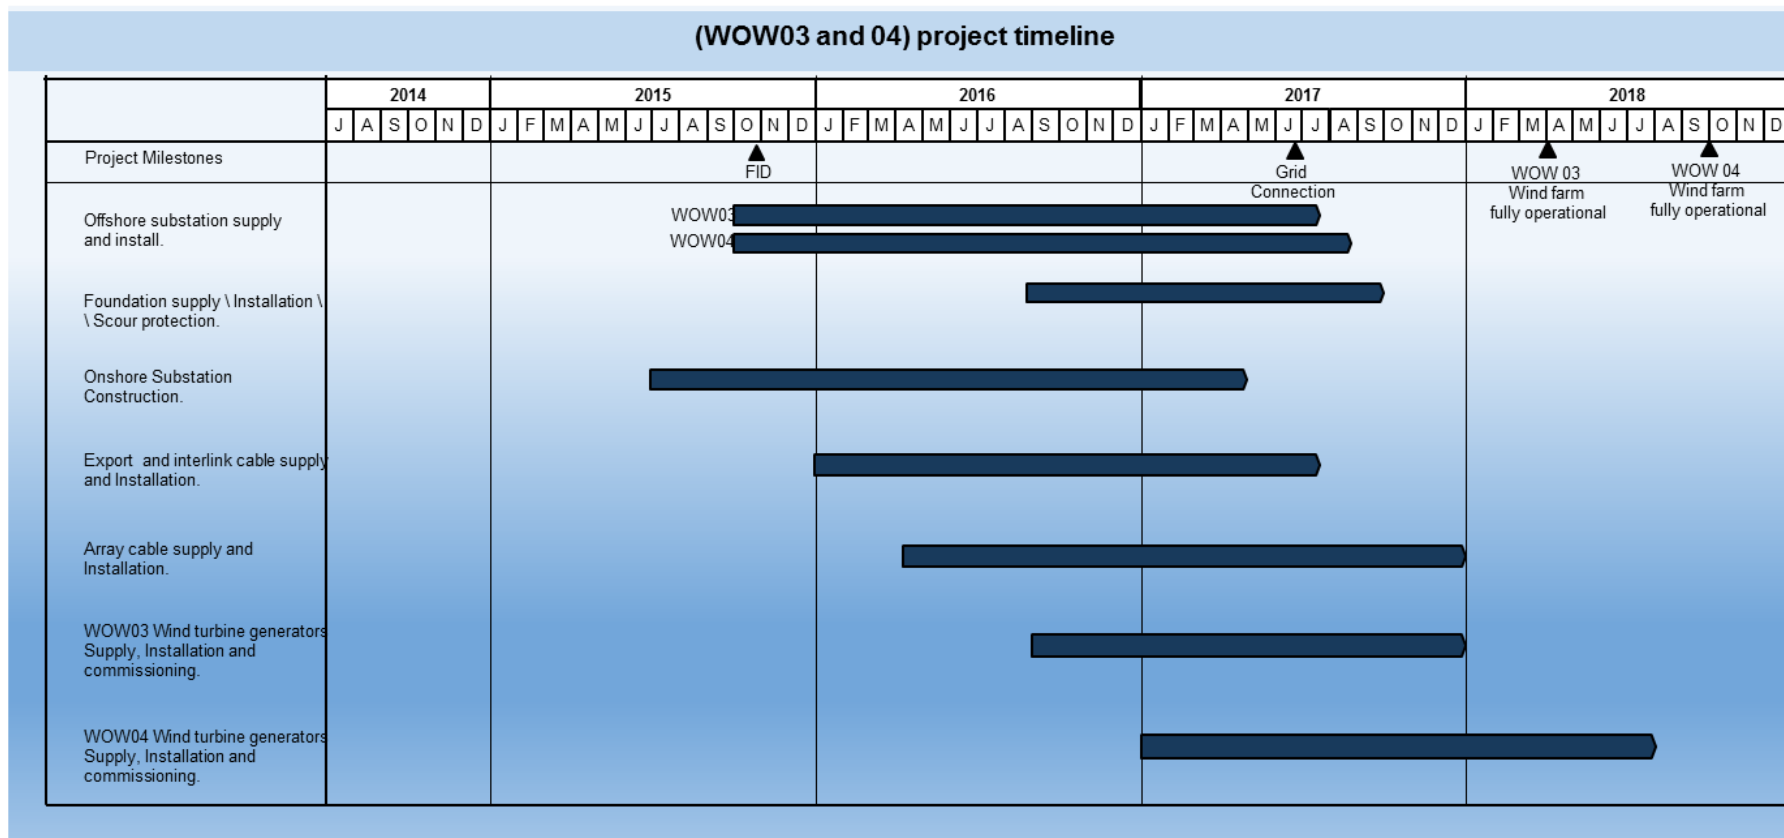 (WOW03 and 04) project timeline
2014 2015 2016 2017 2018
J A S O N D J F M A M J J A S O N D J F M A M J J A S O N D J F M A M J J A S O N D J F M A M J J A S O N D
Project Milestones
FID
Grid
Connection
WOW 03
Wind farm
fully operational
WOW 04
Wind farm
fully operational
Offshore substation supply
and install.
WOW03
WOW04
Foundation supply \ Installation \
\ Scour protection.
Onshore Substation
Construction.
Export and interlink cable supply
and Installation.
Array cable supply and
Installation.
WOW03 Wind turbine generators
Supply, Installation and
commissioning.
WOW04 Wind turbine generators
Supply, Installation and
commissioning.